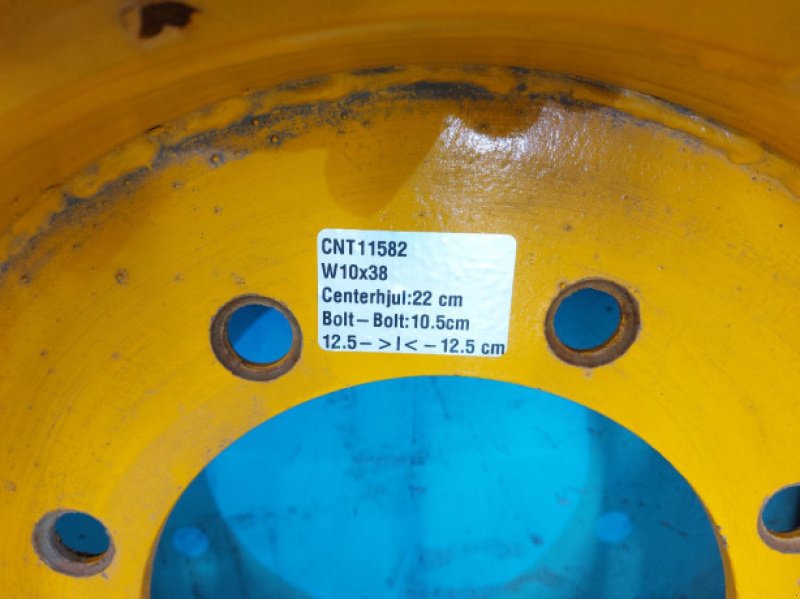 CNT11582
W10x38
Centerhjul:22 cm
Bolt-Bolt:10.5cm
12.5- >|< -12.5 cm